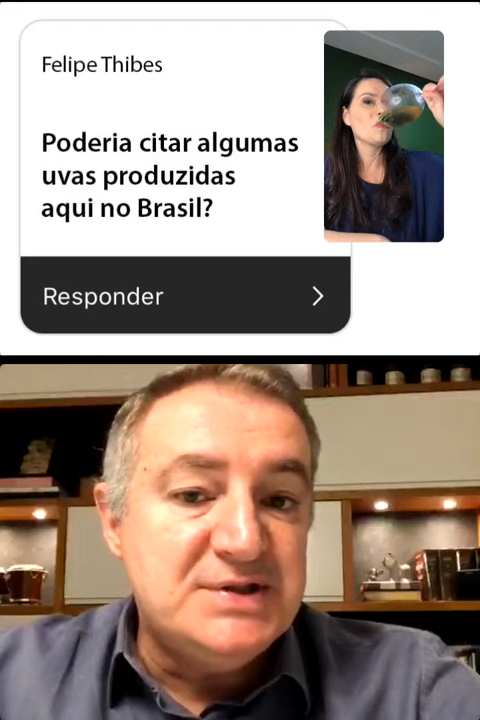 Felipe Thibes
Poderia citar algumas
uvas produzidas
aqui no Brasil?
Responder